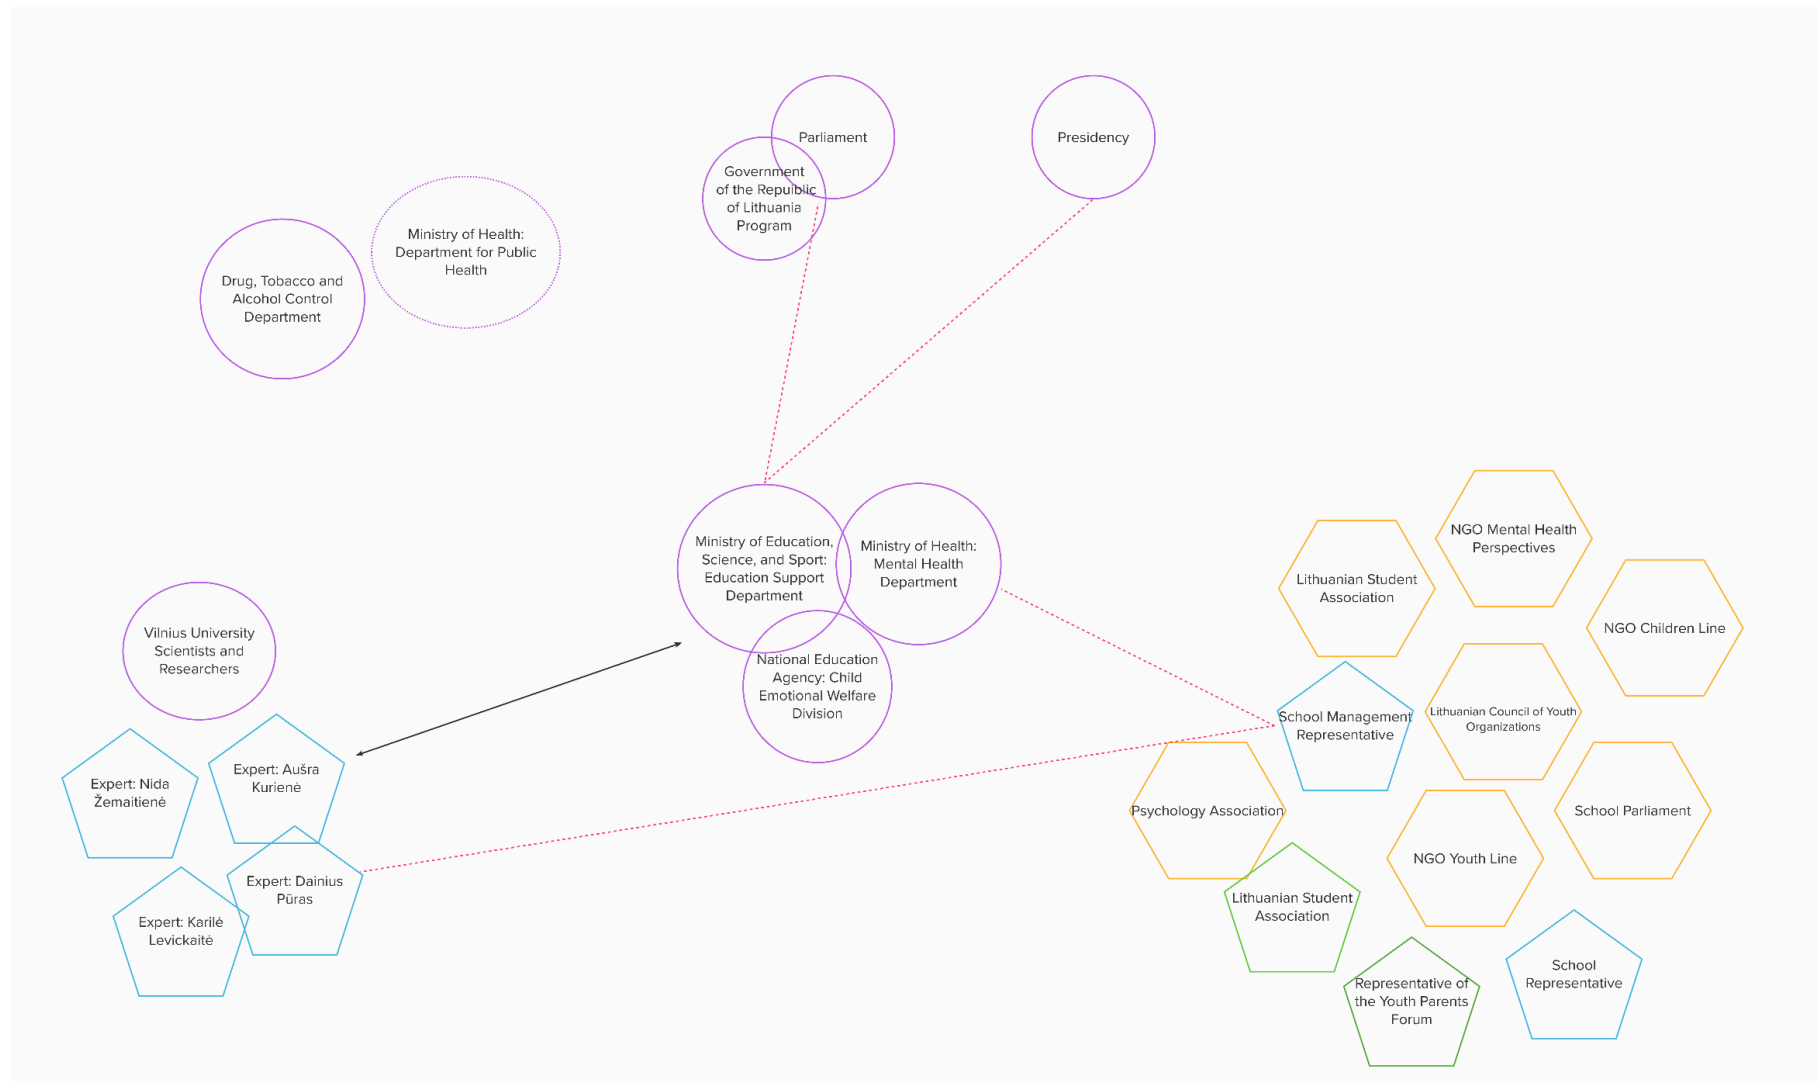 Parliament
Presidency
Government
of the Repuiblic
of Lithuania
Program
Ministry of Health:
Department for Public
Health
Drug, Tobacco and
Alcohol Control
Department
Ministry of Education,
Science, and Sport:
Education Support
Department
Ministry of Health:
Mental Health
Department
National Education
Agency: Child
Emotional Welfare
Division
Vilnius University
Scientists and
Researchers
Expert: Nida
Žemaitienė
Expert: Aušra
Kurienė
Expert: Dainius
Pūras
Expert: Karilė
Levickaitė
NGO Mental Health
Perspectives
Lithuanian Student
Association
NGO Children Line
School Management
Representative
Lithuanian Council of Youth
Organizations
Psychology Association
School Parliament
NGO Youth Line
Lithuanian Student
Association
Representative of
the Youth Parents
Forum
School
Representative